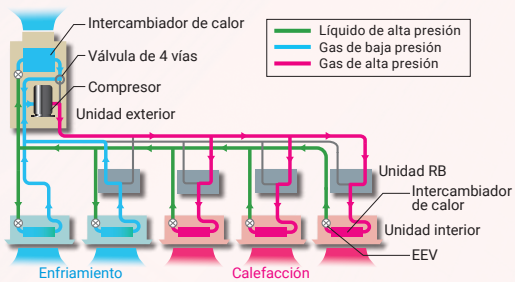 Intercambiador de calor
Válvula de 4 vías
Compresor
Unidad exterior
Líquido de alta presión
Gas de baja presión
Gas de alta presión
Unidad RB
Intercambiador
de calor
Unidad interior
EEV
Enfriamiento
Calefacción